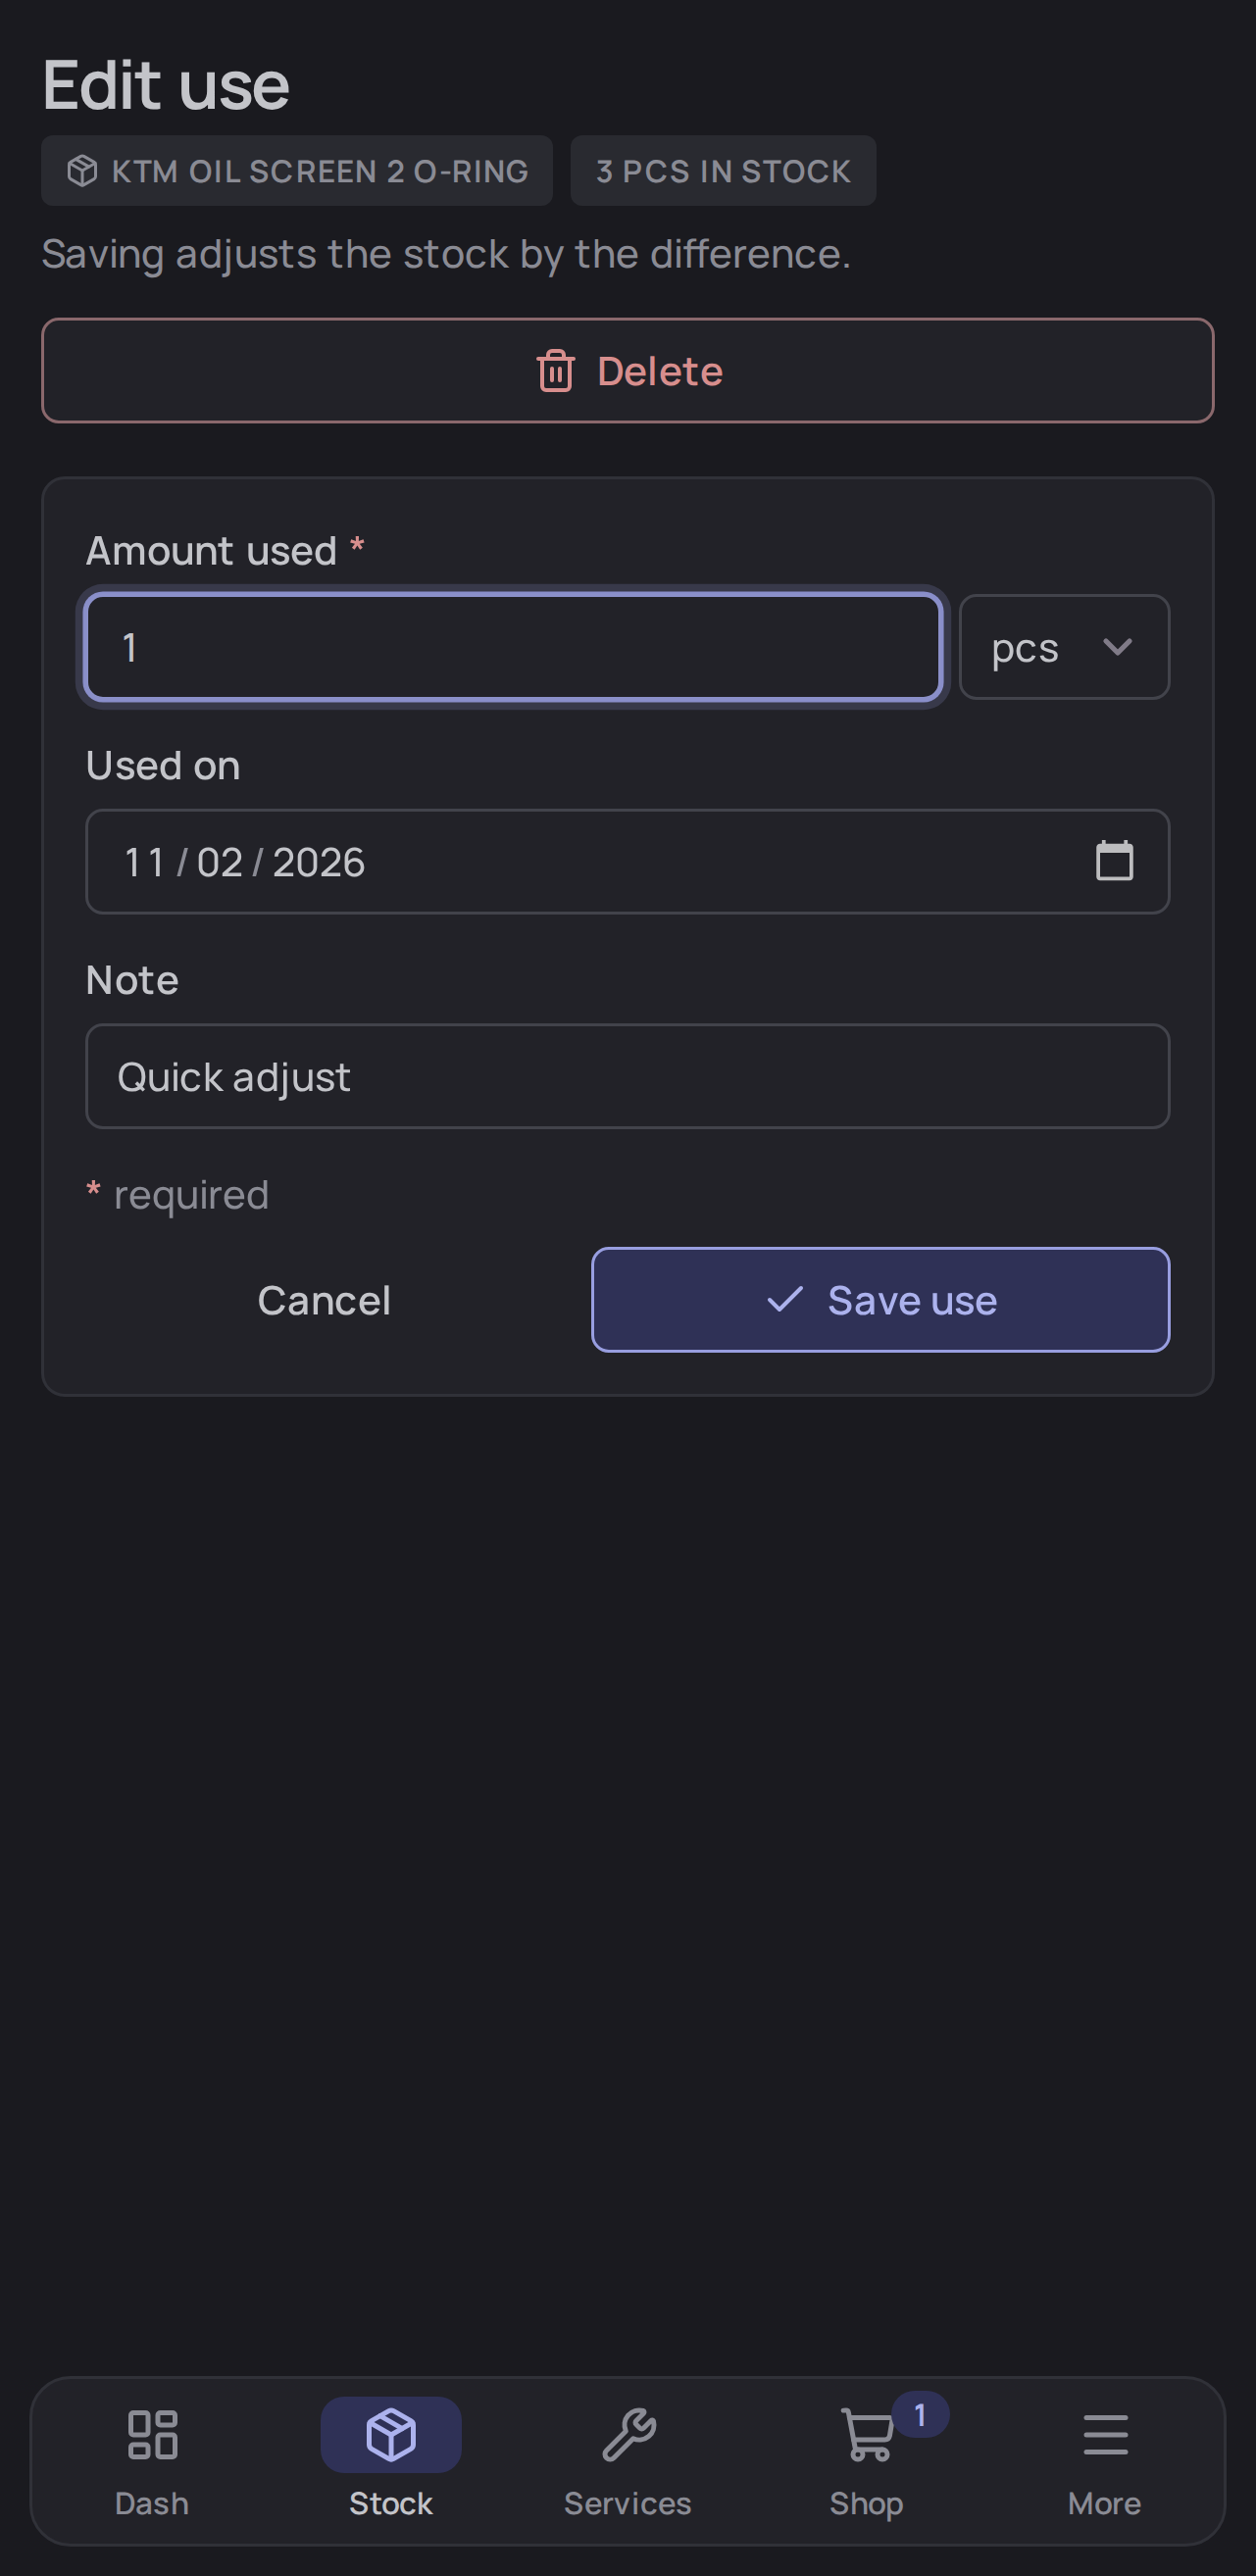 Edit use
KTM OIL SCREEN 2 O-RING 3 PCS IN STOCK
Saving adjusts the stock by the difference.
Delete
Amount used *
1 pcs
Used on
11/02/2026
Note
Quick adjust
* required
Cancel Save use
1
Dash Stock Services Shop More